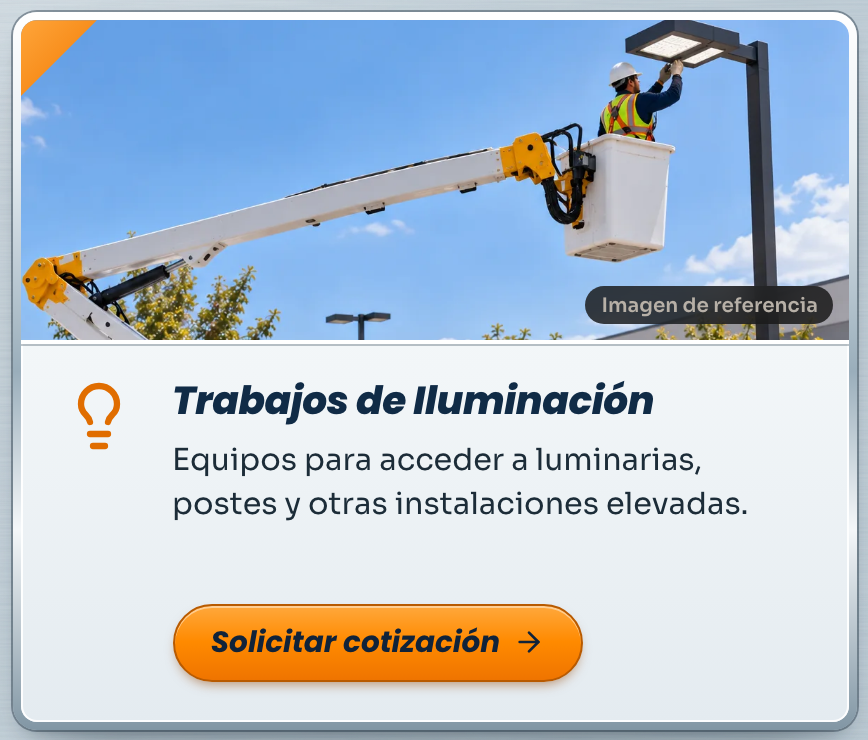 Imagen de referencia
Trabajos de Iluminación
Equipos para acceder a luminarias,
postes y otras instalaciones elevadas.
Solicitar cotización →